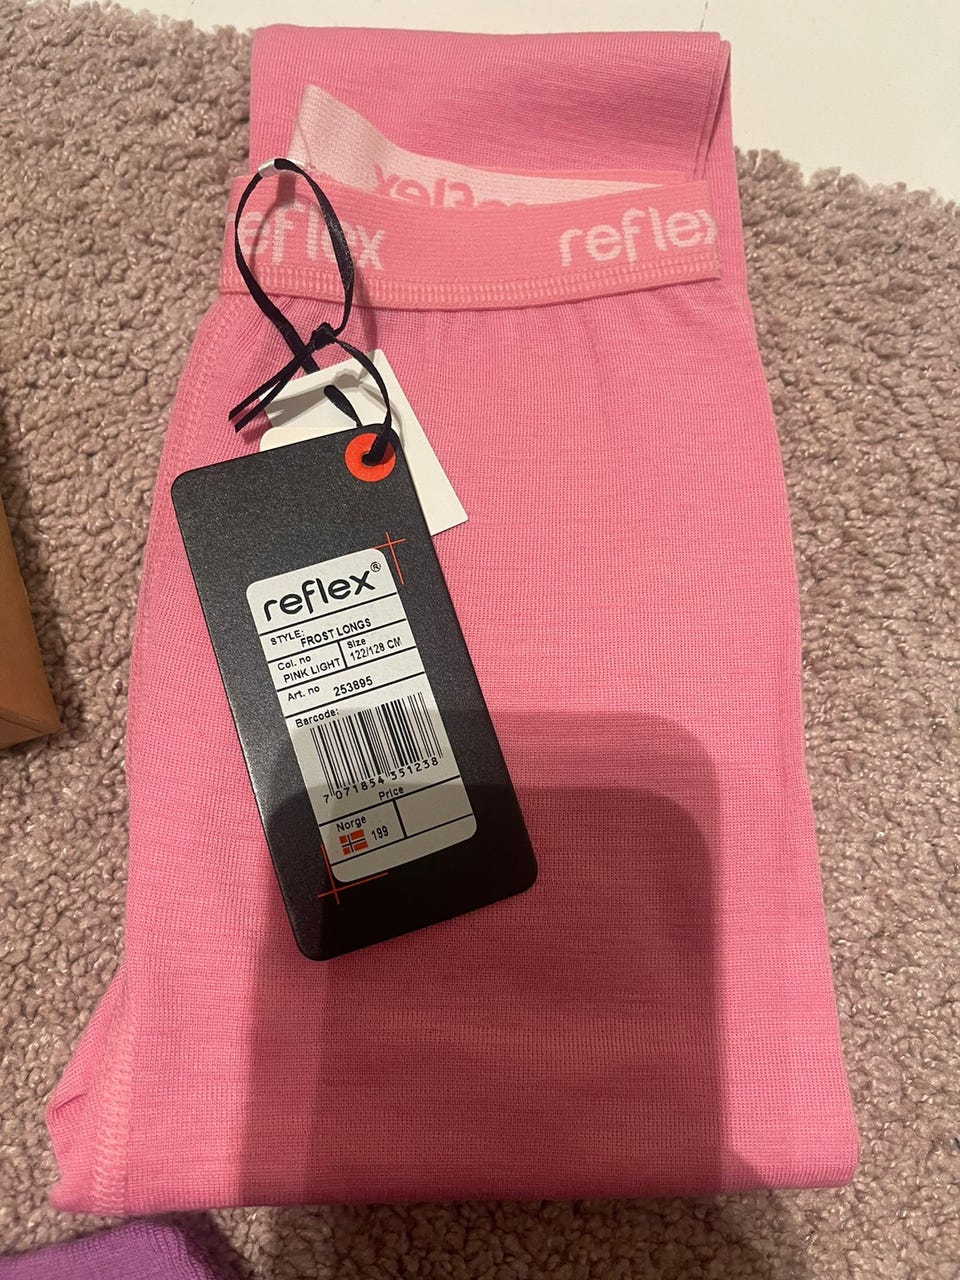 reflex
reflex
reflex
reflex®
STYLE: FROST LONGS
Col. no
PINK LIGHT
Size
122/128 CM
Art. no 253895
Barcode:
7 071854 351238
Price
Norge
199